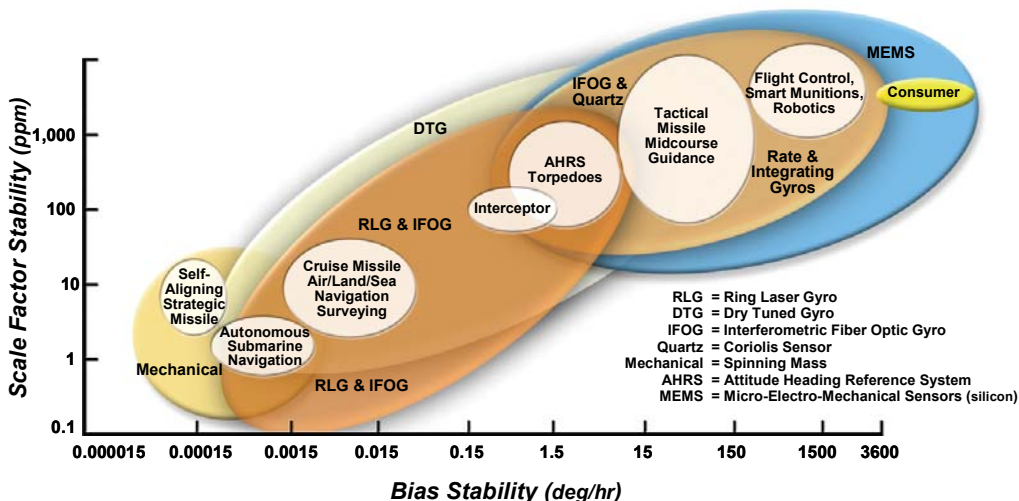 Scale Factor Stability (ppm)
1,000
100
10
1
0.1
0.000015
0.00015
0.0015
0.015
0.15
1.5
15
150
1500
3600
Bias Stability (deg/hr)
MEMS
IFOG &
Quartz
Flight Control,
Smart Munitions,
Robotics
Consumer
DTG
Tactical
Missile
Midcourse
Guidance
AHRS
Torpedoes
Rate &
Integrating
Gyros
Interceptor
RLG & IFOG
Self-
Aligning
Strategic
Missile
Cruise Missile
Air/Land/Sea
Navigation
Surveying
Autonomous
Submarine
Navigation
Mechanical
RLG & IFOG
RLG = Ring Laser Gyro
DTG = Dry Tuned Gyro
IFOG = Interferometric Fiber Optic Gyro
Quartz = Coriolis Sensor
Mechanical = Spinning Mass
AHRS = Attitude Heading Reference System
MEMS = Micro-Electro-Mechanical Sensors (silicon)